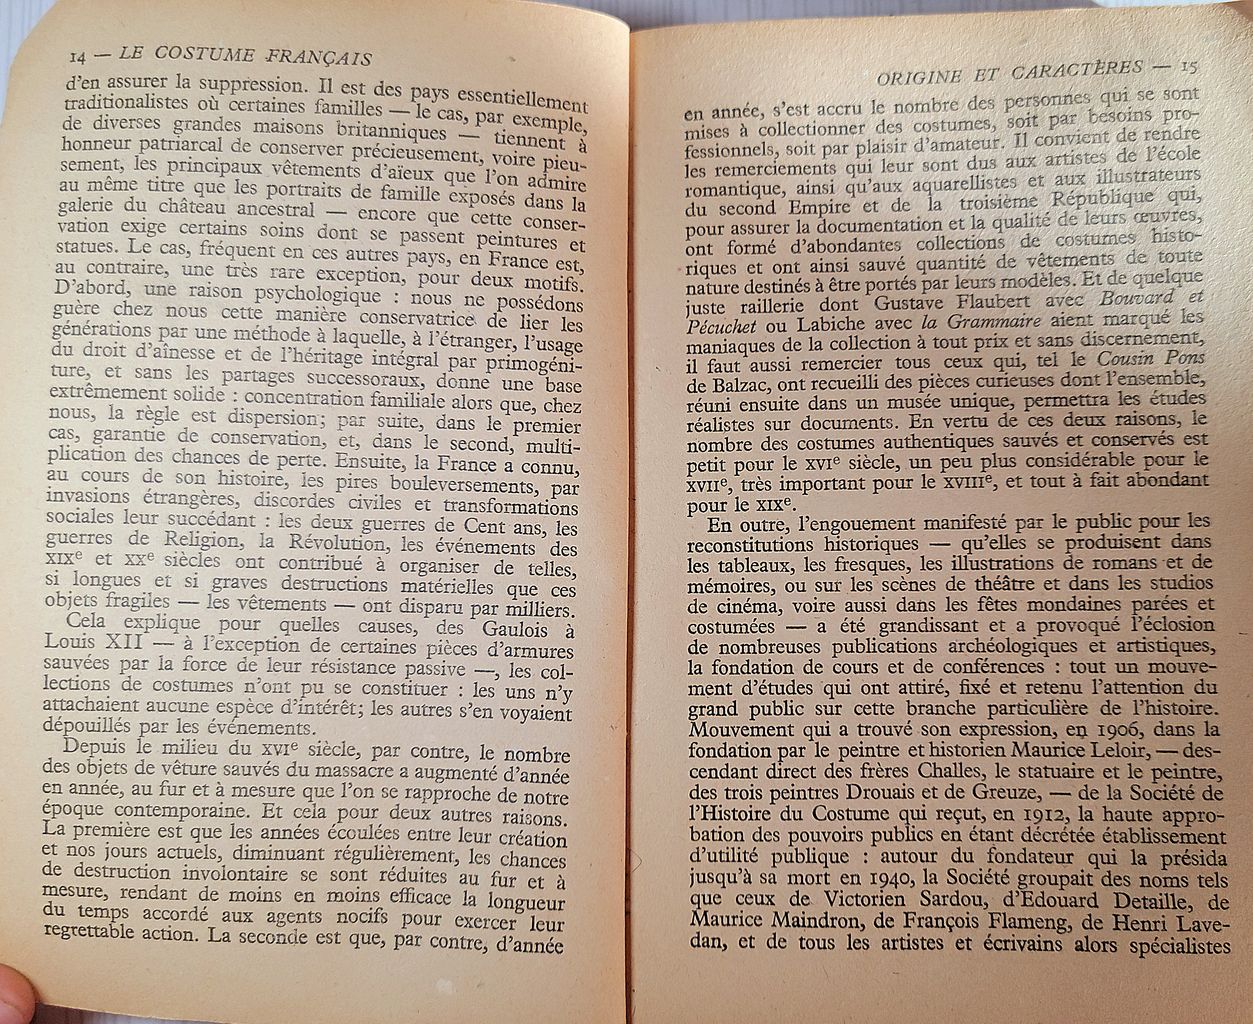 14 — LE COSTUME FRANÇAIS
d'en assurer la suppression. Il est des pays essentiellement
traditionalistes où certaines familles — le cas, par exemple,
de diverses grandes maisons britanniques — tiennent à
honneur patriarcal de conserver précieusement, voire pieu-
sement, les principaux vêtements d'aïeux que l'on admire
au même titre que les portraits de famille exposés dans la
galerie du château ancestral — encore que cette conser-
vation exige certains soins dont se passent peintures et
statues. Le cas, fréquent en ces autres pays, en France est,
au contraire, une très rare exception, pour deux motifs.
D'abord, une raison psychologique : nous ne possédons
guère chez nous cette manière conservatrice de lier les
générations par une méthode à laquelle, à l'étranger, l'usage
du droit d'aînesse et de l'héritage intégral par primogéni-
ture, et sans les partages successoraux, donne une base
extrêmement solide : concentration familiale alors que, chez
nous, la règle est dispersion; par suite, dans le premier
cas, garantie de conservation, et, dans le second, multi-
plication des chances de perte. Ensuite, la France a connu,
au cours de son histoire, les pires bouleversements, par
invasions étrangères, discordes civiles et transformations
sociales leur succédant : les deux guerres de Cent ans, les
guerres de Religion, la Révolution, les événements des
XIXe et XXe siècles ont contribué à organiser de telles,
si longues et si graves destructions matérielles que ces
objets fragiles — les vêtements — ont disparu par milliers.
Cela explique pour quelles causes, des Gaulois à
Louis XII — à l'exception de certaines pièces d'armures
sauvées par la force de leur résistance passive —, les col-
lections de costumes n'ont pu se constituer : les uns n'y
attachaient aucune espèce d'intérêt; les autres s'en voyaient
dépouillés par les événements.
Depuis le milieu du XVIe siècle, par contre, le nombre
des objets de vêture sauvés du massacre a augmenté d'année
en année, au fur et à mesure que l'on se rapproche de notre
époque contemporaine. Et cela pour deux autres raisons.
La première est que les années écoulées entre leur création
et nos jours actuels, diminuant régulièrement, les chances
de destruction involontaire se sont réduites au fur et à
mesure, rendant de moins en moins efficace la longueur
du temps accordé aux agents nocifs pour exercer leur
regrettable action. La seconde est que, par contre, d'année
ORIGINE ET CARACTÈRES — 15
en année, s'est accru le nombre des personnes qui se sont
mises à collectionner des costumes, soit par besoins pro-
fessionnels, soit par plaisir d'amateur. Il convient de rendre
les remerciements qui leur sont dus aux artistes de l'école
romantique, ainsi qu'aux aquarellistes et aux illustrateurs
du second Empire et de la troisième République qui,
pour assurer la documentation et la qualité de leurs œuvres,
ont formé d'abondantes collections de costumes histo-
riques et ont ainsi sauvé quantité de vêtements de toute
nature destinés à être portés par leurs modèles. Et de quelque
juste raillerie dont Gustave Flaubert avec Bouvard et
Pécuchet ou Labiche avec la Grammaire aient marqué les
maniaques de la collection à tout prix et sans discernement,
il faut aussi remercier tous ceux qui, tel le Cousin Pons
de Balzac, ont recueilli des pièces curieuses dont l'ensemble,
réuni ensuite dans un musée unique, permettra les études
réalistes sur documents. En vertu de ces deux raisons, le
nombre des costumes authentiques sauvés et conservés est
petit pour le XVIe siècle, un peu plus considérable pour le
XVIIe, très important pour le XVIIIe, et tout à fait abondant
pour le XIXe.
En outre, l'engouement manifesté par le public pour les
reconstitutions historiques — qu'elles se produisent dans
les tableaux, les fresques, les illustrations de romans et de
mémoires, ou sur les scènes de théâtre et dans les studios
de cinéma, voire aussi dans les fêtes mondaines parées et
costumées — a été grandissant et a provoqué l'éclosion
de nombreuses publications archéologiques et artistiques,
la fondation de cours et de conférences : tout un mouve-
ment d'études qui ont attiré, fixé et retenu l'attention du
grand public sur cette branche particulière de l'histoire.
Mouvement qui a trouvé son expression, en 1906, dans la
fondation par le peintre et historien Maurice Leloir, — des-
cendant direct des frères Challes, le statuaire et le peintre,
des trois peintres Drouais et de Greuze, — de la Société de
l'Histoire du Costume qui reçut, en 1912, la haute appro-
bation des pouvoirs publics en étant décrétée établissement
d'utilité publique : autour du fondateur qui la présida
jusqu'à sa mort en 1940, la Société groupait des noms tels
que ceux de Victorien Sardou, d'Edouard Detaille, de
Maurice Maindron, de François Flameng, de Henri Lave-
dan, et de tous les artistes et écrivains alors spécialistes